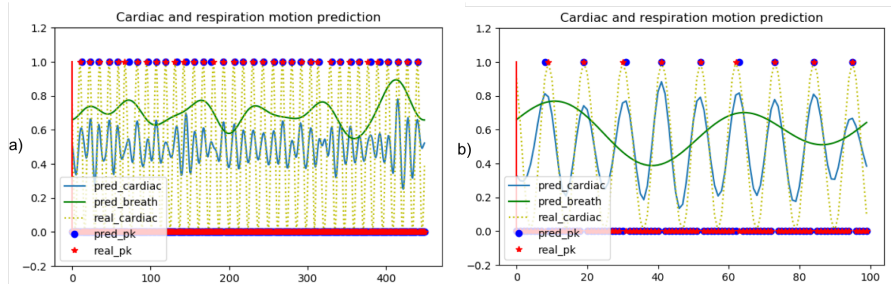 a)
Cardiac and respiration motion prediction
1.2
1.0
0.8
0.6
0.4
0.2
0.0
−0.2
0 100 200 300 400
pred_cardiac
pred_breath
real_cardiac
pred_pk
real_pk
b)
Cardiac and respiration motion prediction
1.2
1.0
0.8
0.6
0.4
0.2
0.0
−0.2
0 20 40 60 80 100
pred_cardiac
pred_breath
real_cardiac
pred_pk
real_pk